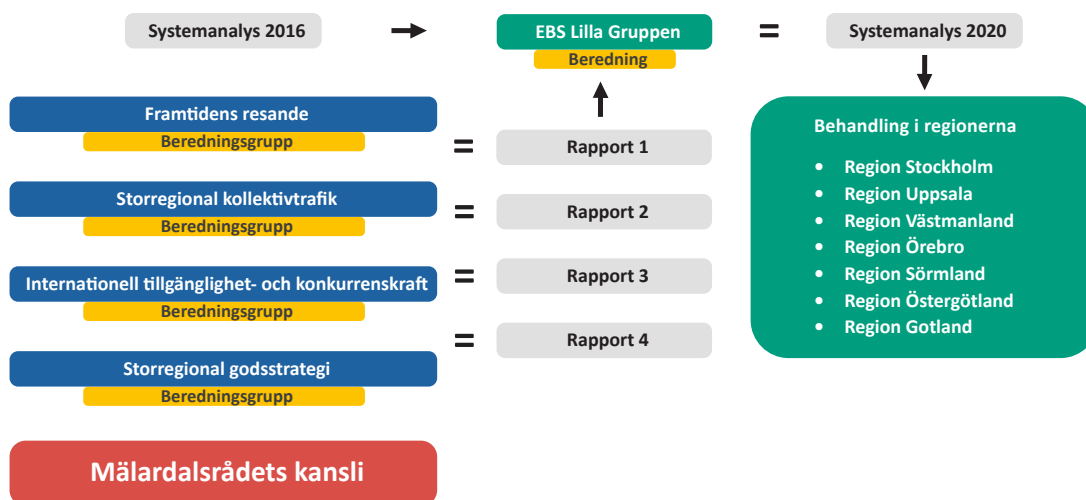 Systemanalys 2016
EBS Lilla Gruppen
=
Systemanalys 2020
Beredning
Framtidens resande
Beredningsgrupp
=
Rapport 1
Storregional kollektivtrafik
Beredningsgrupp
=
Rapport 2
Internationell tillgänglighet- och konkurrenskraft
Beredningsgrupp
=
Rapport 3
Storregional godsstrategi
Beredningsgrupp
=
Rapport 4
Mälardalsrådets kansli
Behandling i regionerna
• Region Stockholm
• Region Uppsala
• Region Västmanland
• Region Örebro
• Region Sörmland
• Region Östergötland
• Region Gotland